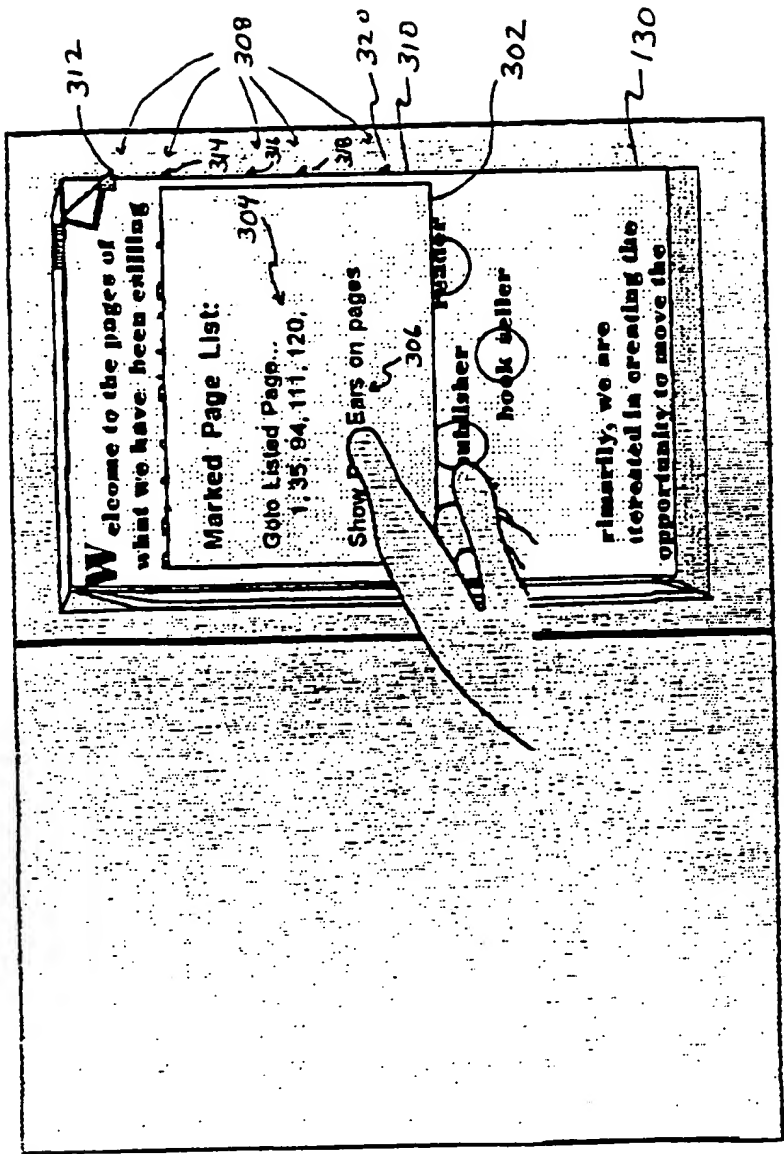 Welcome to the pages of
what we have been calling
Marked Page List:
Goto Listed Page...
1, 35, 94, 111, 120,
Show Ears on pages
ublisher
reader
book seller
rimarily, we are
itereated in creating the
opportunity to move the
312
308
314
316
318
320
310
302
130
304
306